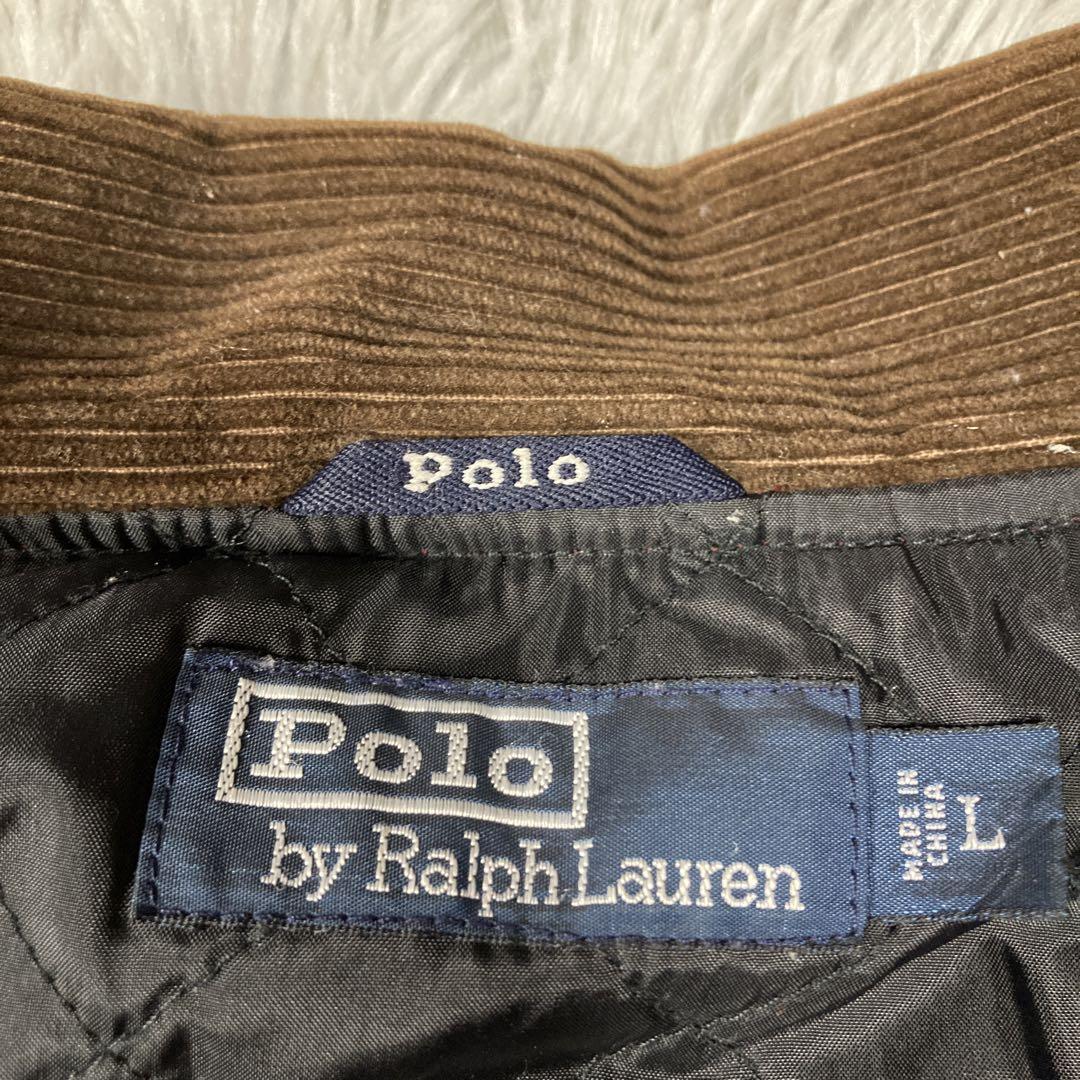 Polo
Polo
by Ralph Lauren
MADE IN
CHINA
L